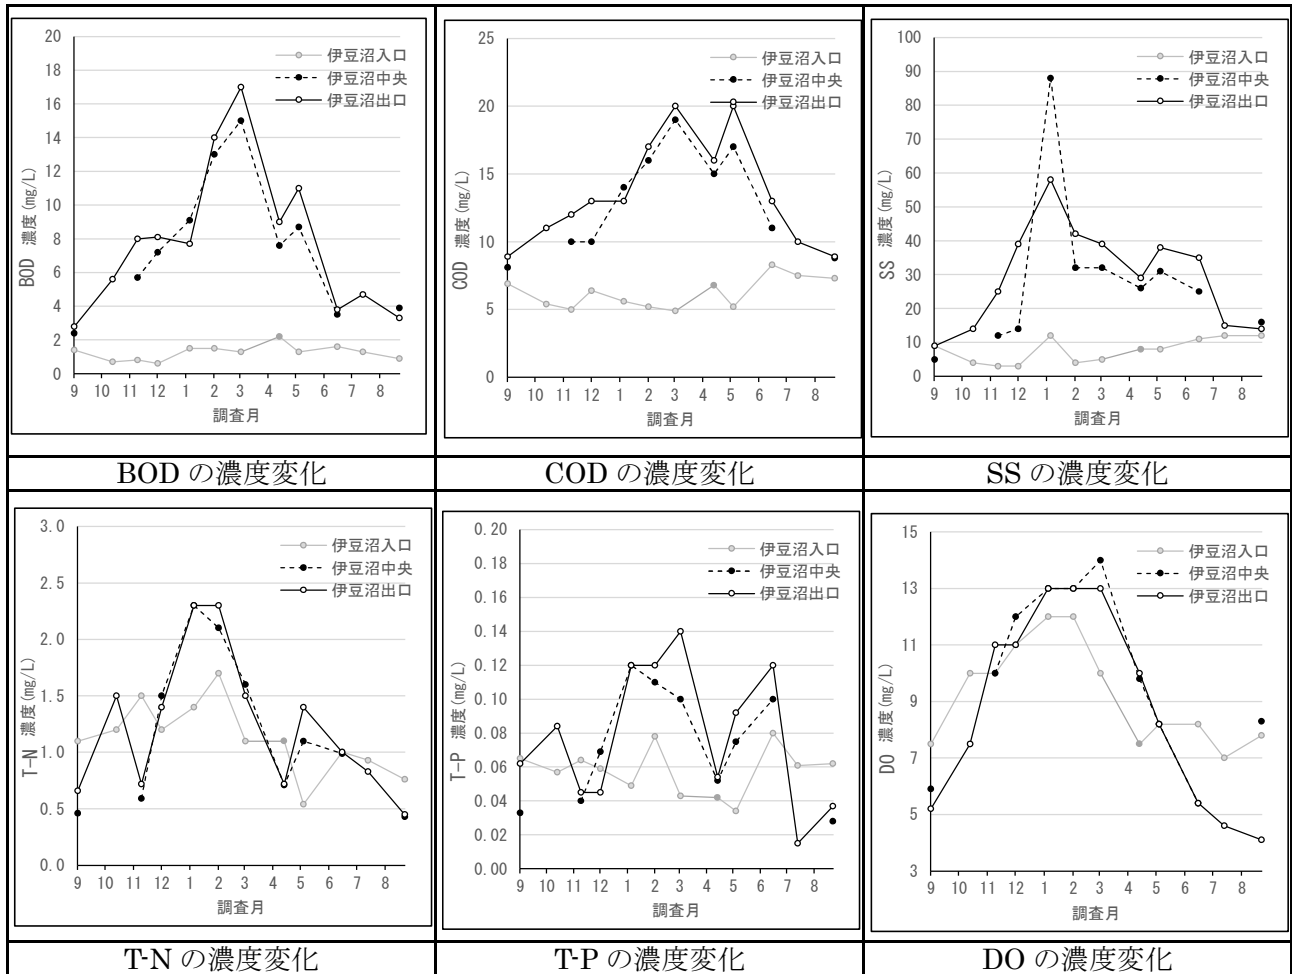 20
18
16
14
12
10
8
6
4
2
0
BOD 濃度(mg/L)
伊豆沼入口
伊豆沼中央
伊豆沼出口
9 10 11 12 1 2 3 4 5 6 7 8
調査月
BOD の濃度変化
25
20
15
10
5
0
COD 濃度(mg/L)
伊豆沼入口
伊豆沼中央
伊豆沼出口
9 10 11 12 1 2 3 4 5 6 7 8
調査月
COD の濃度変化
100
90
80
70
60
50
40
30
20
10
0
SS 濃度(mg/L)
伊豆沼入口
伊豆沼中央
伊豆沼出口
9 10 11 12 1 2 3 4 5 6 7 8
調査月
SS の濃度変化
3.0
2.5
2.0
1.5
1.0
0.5
0.0
T-N 濃度(mg/L)
伊豆沼入口
伊豆沼中央
伊豆沼出口
9 10 11 12 1 2 3 4 5 6 7 8
調査月
T-N の濃度変化
0.20
0.18
0.16
0.14
0.12
0.10
0.08
0.06
0.04
0.02
0.00
T-P 濃度(mg/L)
伊豆沼入口
伊豆沼中央
伊豆沼出口
9 10 11 12 1 2 3 4 5 6 7 8
調査月
T-P の濃度変化
15
13
11
9
7
5
3
DO 濃度(mg/L)
伊豆沼入口
伊豆沼中央
伊豆沼出口
9 10 11 12 1 2 3 4 5 6 7 8
調査月
DO の濃度変化